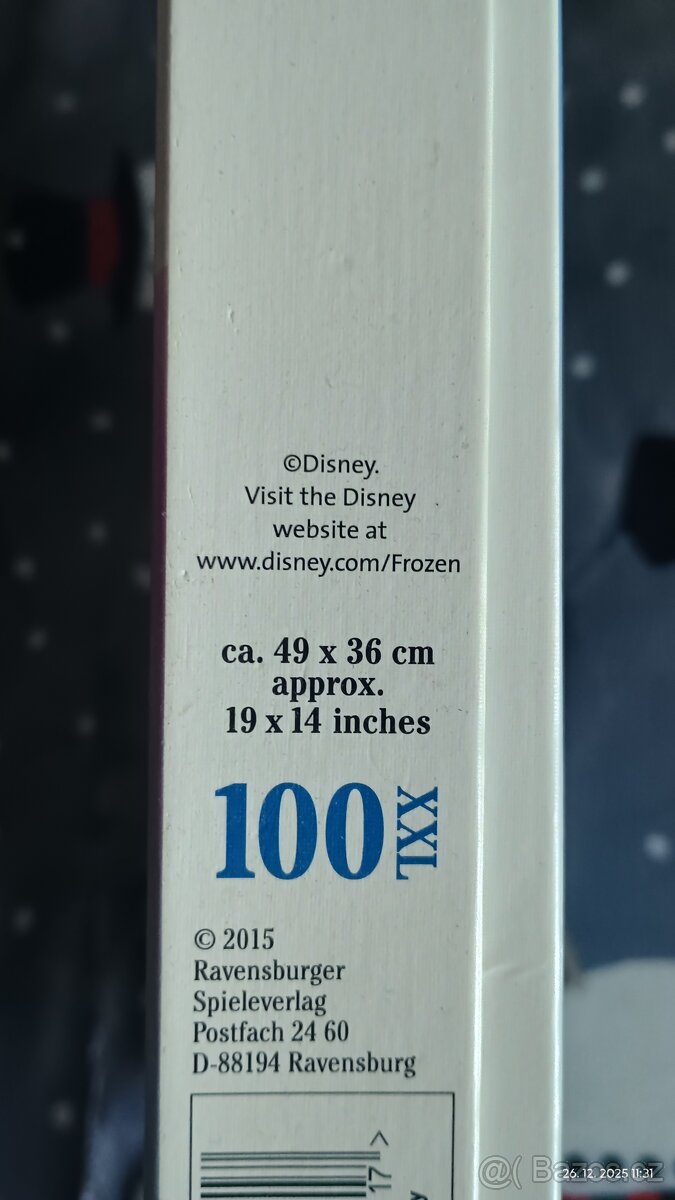 ©Disney.
Visit the Disney
website at
www.disney.com/Frozen
ca. 49 x 36 cm
approx.
19 x 14 inches
100 XXL
© 2015
Ravensburger
Spieleverlag
Postfach 24 60
D-88194 Ravensburg
17 >
y
26. 12. 2025 11:31